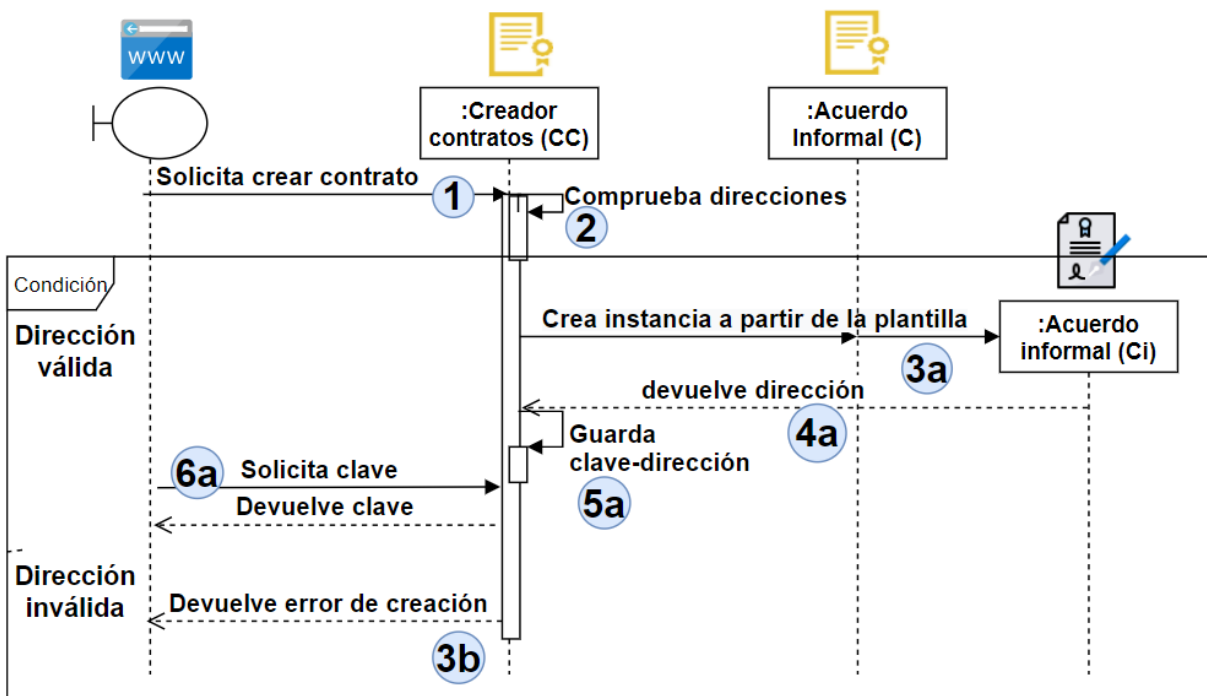 WWW
:Creador
contratos (CC)
:Acuerdo
Informal (C)
Solicita crear contrato
1
Comprueba direcciones
2
Condición
Dirección
válida
Crea instancia a partir de la plantilla
:Acuerdo
informal (Ci)
3a
devuelve dirección
4a
Guarda
clave-dirección
5a
6a
Solicita clave
Devuelve clave
Dirección
inválida
Devuelve error de creación
3b